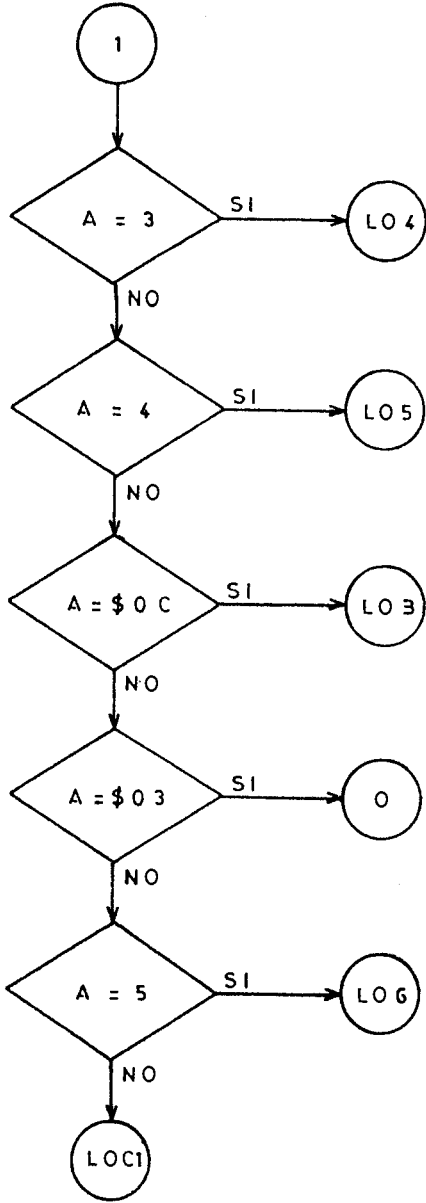 1
A = 3
SI
LO4
NO
A = 4
SI
LO5
NO
A = $0C
SI
LO3
NO
A = $03
SI
O
NO
A = 5
SI
LO6
NO
LOC1